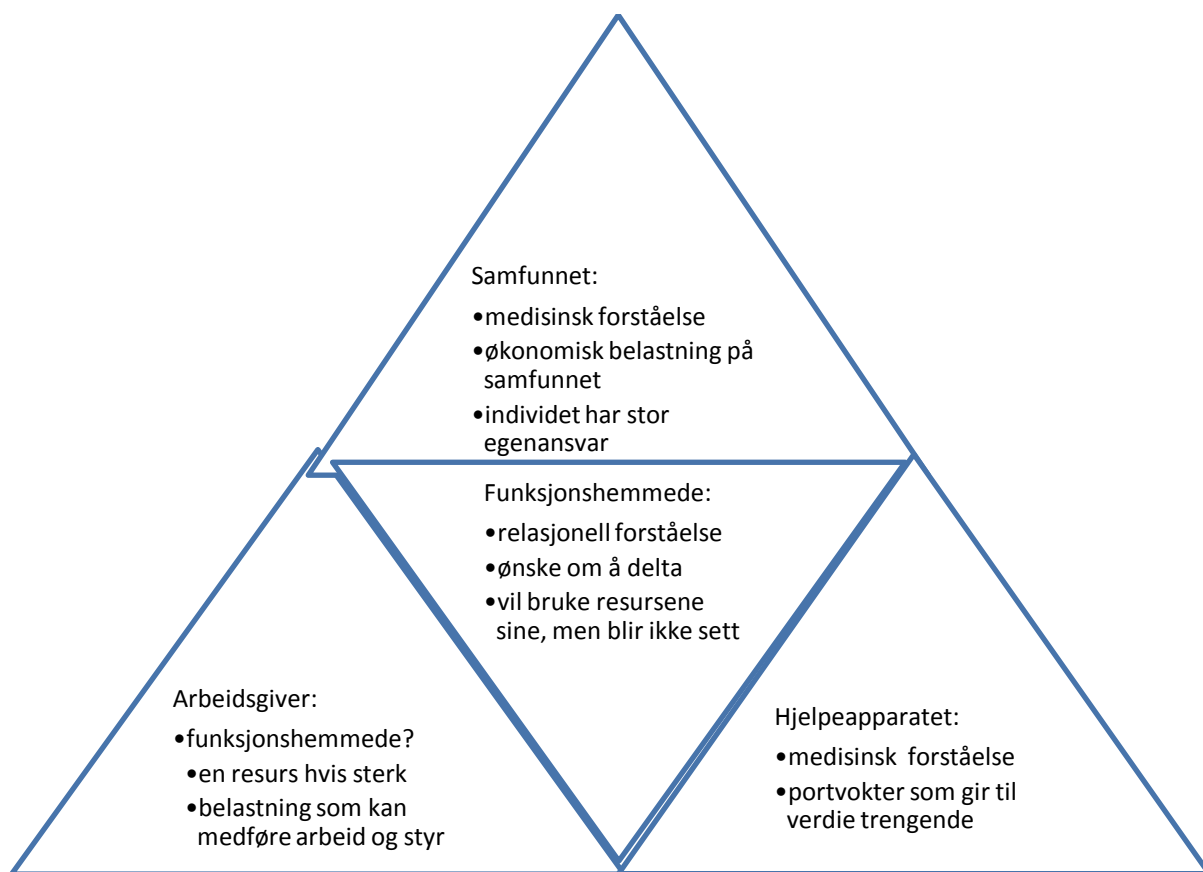 Samfunnet:
•medisinsk forståelse
•økonomisk belastning på
samfunnet
•individet har stor
egenansvar
Funksjonshemmede:
•relasjonell forståelse
•ønske om å delta
•vil bruke resursene
sine, men blir ikke sett
Arbeidsgiver:
•funksjonshemmede?
•en resurs hvis sterk
•belastning som kan
medføre arbeid og styr
Hjelpeapparatet:
•medisinsk forståelse
•portvokter som gir til
verdie trengende